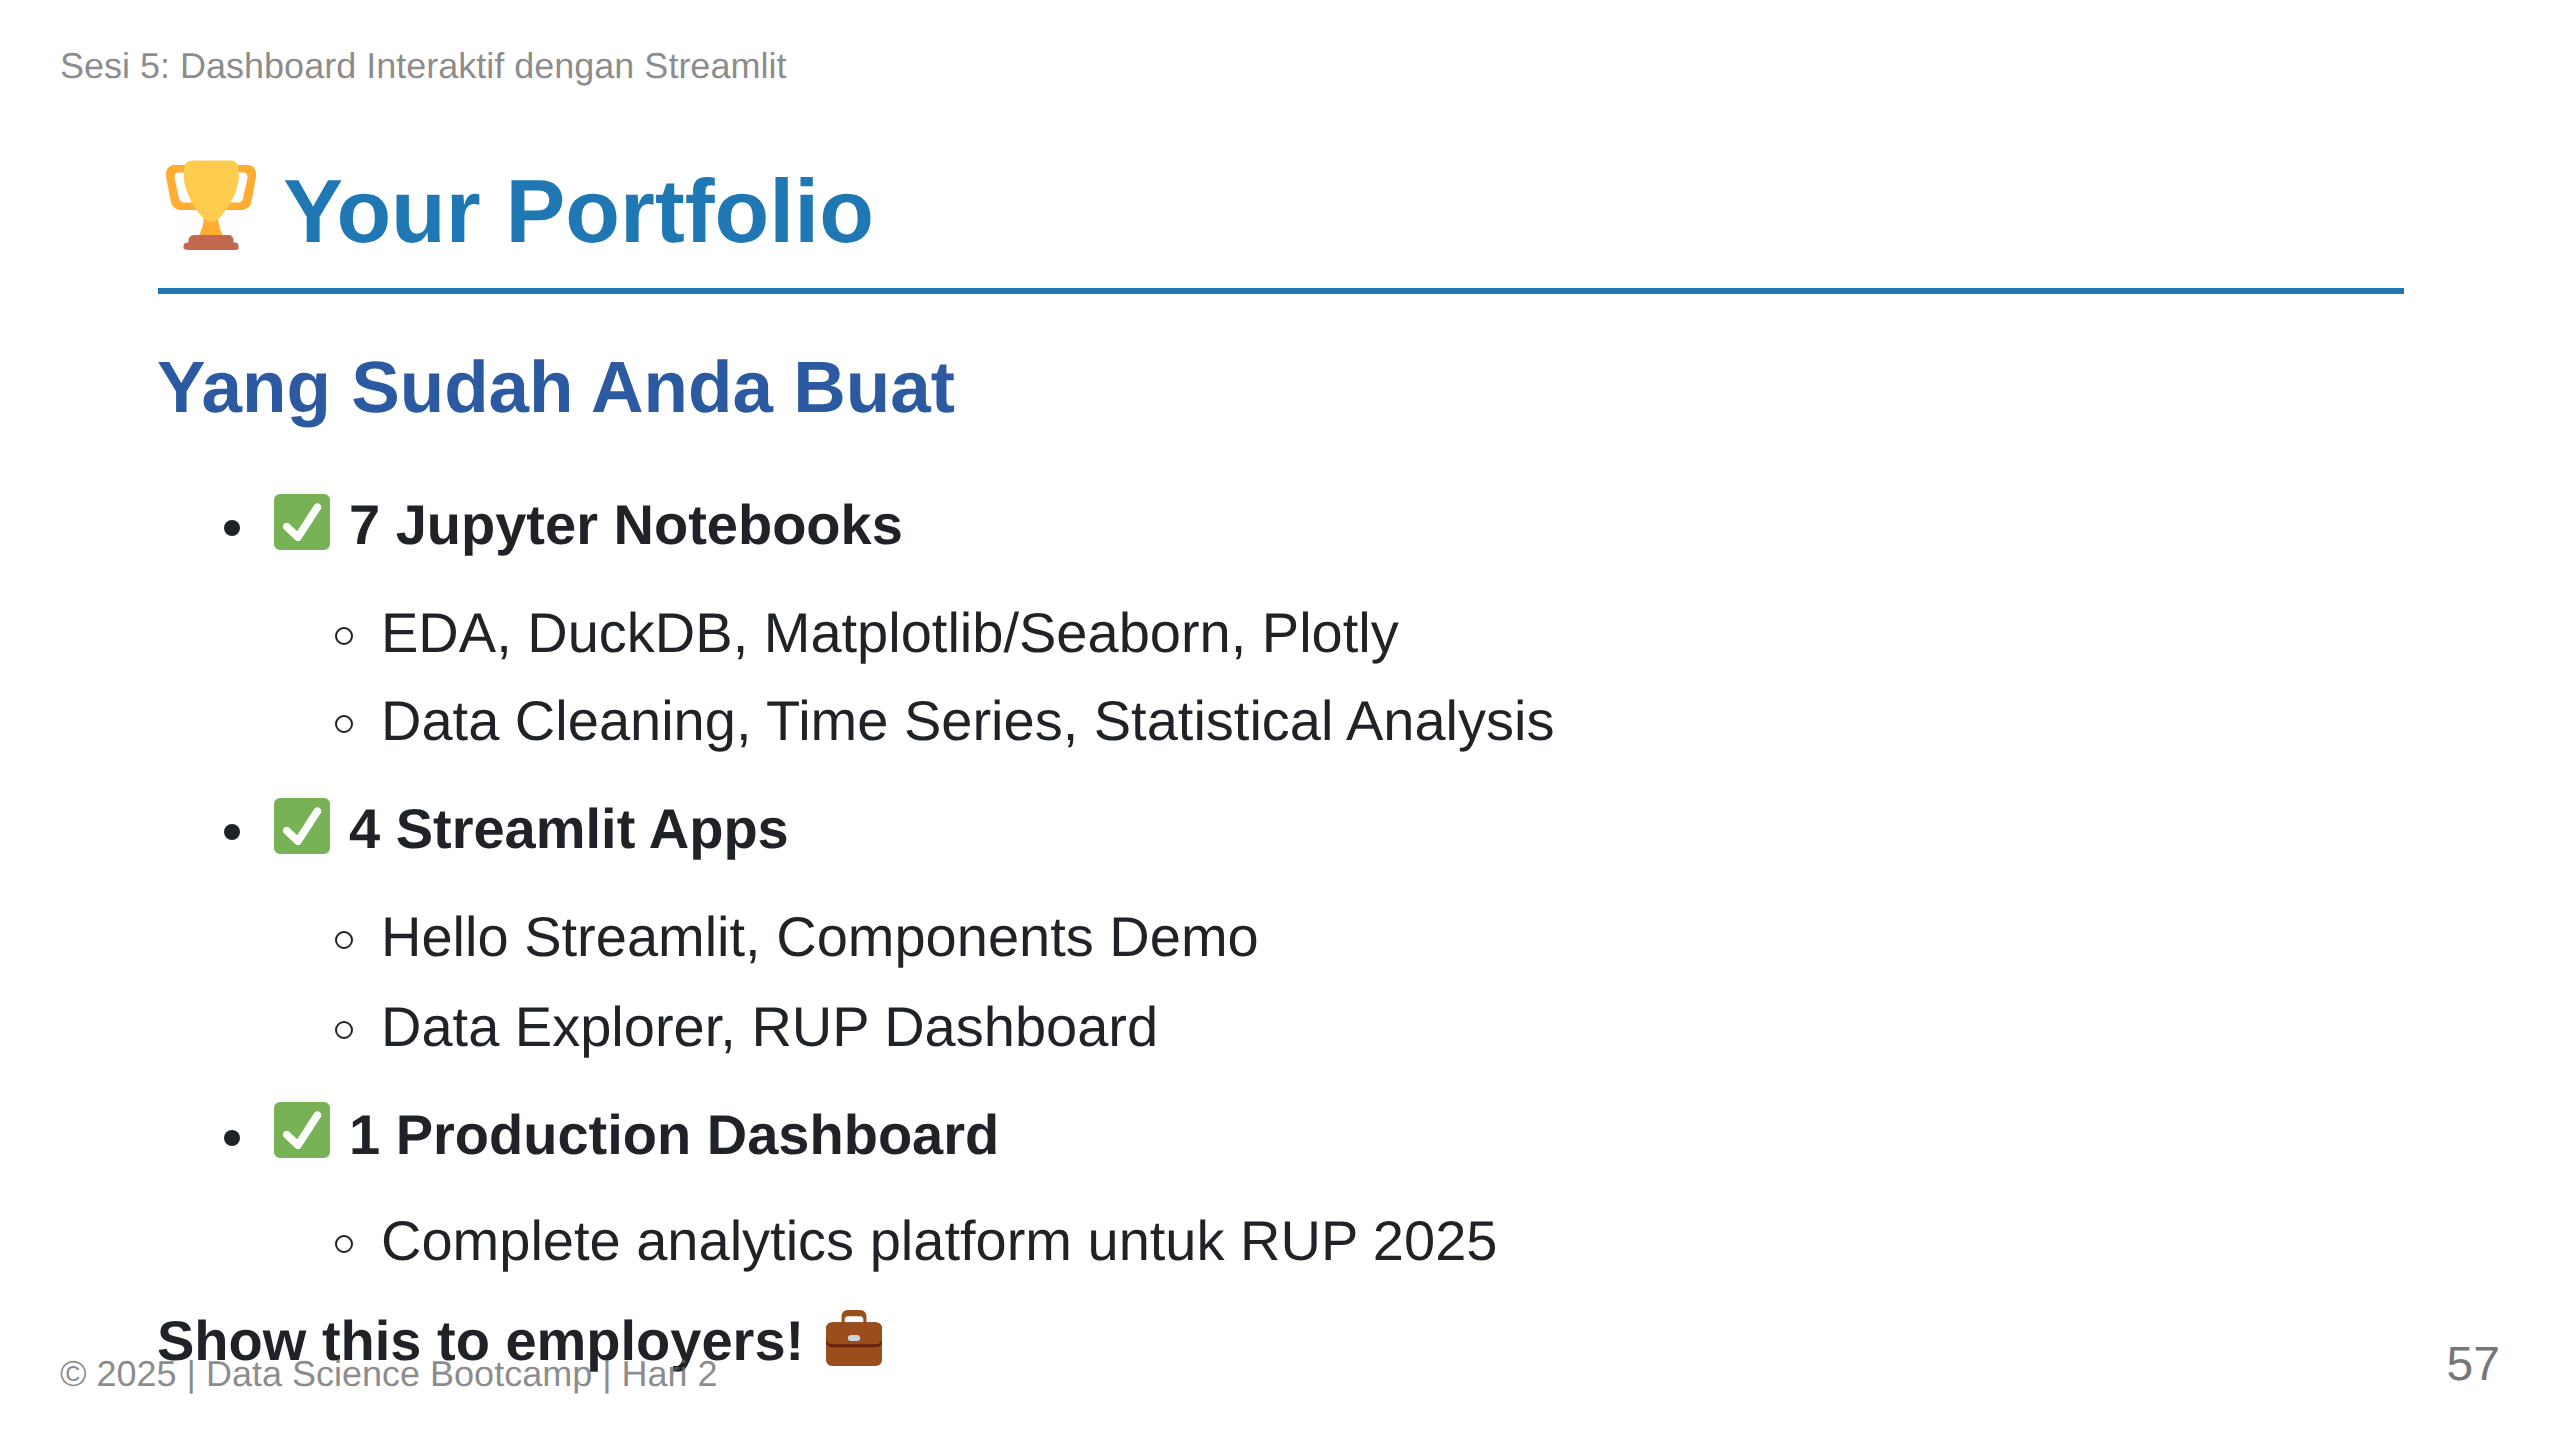 Sesi 5: Dashboard Interaktif dengan Streamlit
🏆 Your Portfolio
Yang Sudah Anda Buat
• ✅ 7 Jupyter Notebooks
◦ EDA, DuckDB, Matplotlib/Seaborn, Plotly
◦ Data Cleaning, Time Series, Statistical Analysis
• ✅ 4 Streamlit Apps
◦ Hello Streamlit, Components Demo
◦ Data Explorer, RUP Dashboard
• ✅ 1 Production Dashboard
◦ Complete analytics platform untuk RUP 2025
Show this to employers! 💼
© 2025 | Data Science Bootcamp | Hari 2
57